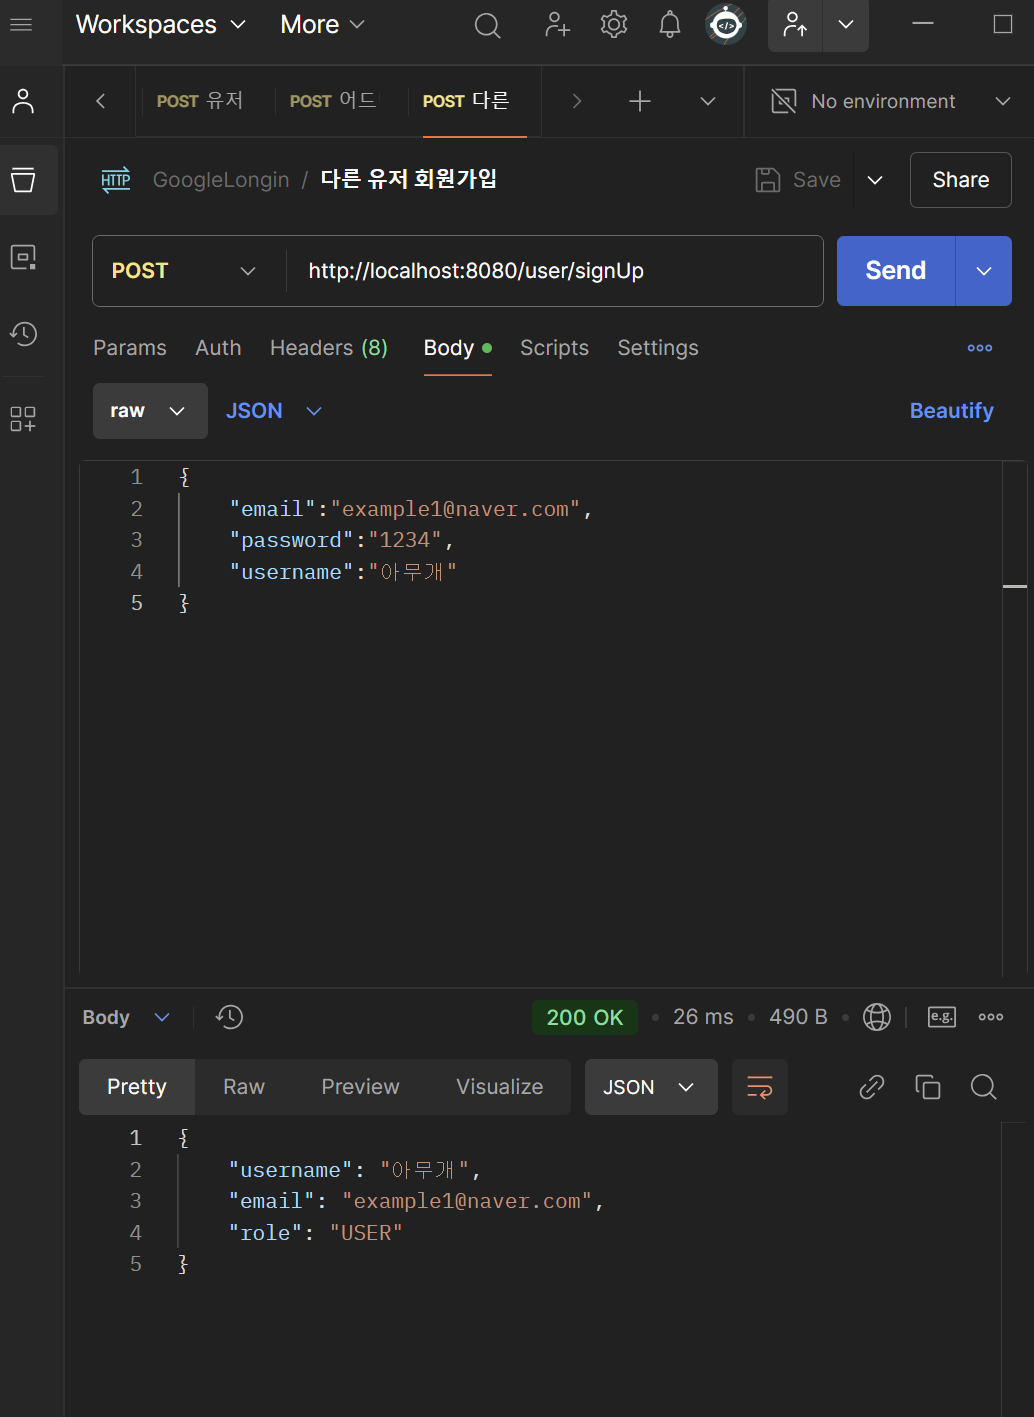 Workspaces More
POST 유저 POST 어드 POST 다른 No environment
HTTP GoogleLongin / 다른 유저 회원가입 Save Share
POST http://localhost:8080/user/signUp Send
Params Auth Headers (8) Body Scripts Settings
raw JSON Beautify
1 {
2 "email":"example1@naver.com",
3 "password":"1234",
4 "username":"아무개"
5 }
Body 200 OK 26 ms 490 B e.g.
Pretty Raw Preview Visualize JSON
1 {
2 "username": "아무개",
3 "email": "example1@naver.com",
4 "role": "USER"
5 }